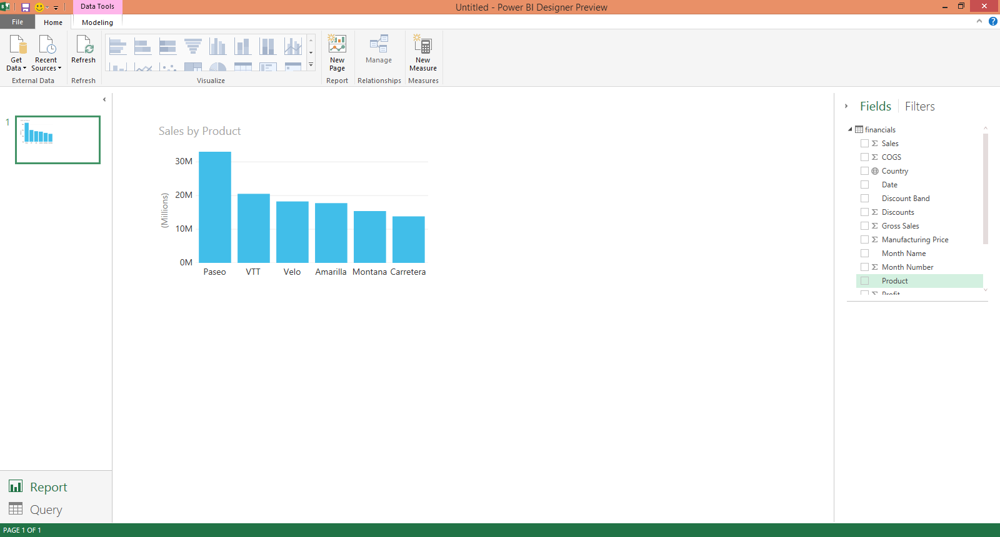 Data Tools
Untitled - Power BI Designer Preview
File
Home
Modeling
?
Get Data
Recent Sources
Refresh
New Page
Manage
New Measure
External Data
Refresh
Visualize
Report
Relationships
Measures
1
Sales by Product
(Millions)
30M
20M
10M
0M
Paseo VTT Velo Amarilla Montana Carretera
Fields
Filters
financials
Σ Sales
Σ COGS
Country
Date
Discount Band
Σ Discounts
Σ Gross Sales
Σ Manufacturing Price
Month Name
Σ Month Number
Product
Σ Profit
Report
Query
PAGE 1 OF 1